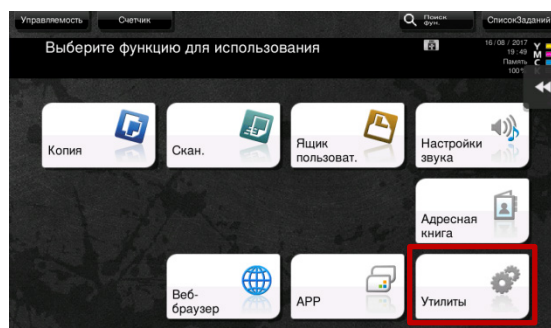 Управляемость Счетчик Поиск СписокЗаданий
фун.
Выберите функцию для использования 16/08/2017 Y
19:49 M
Память C
100% K
Копия Скан. Ящик Настройки
пользоват. звука
Адресная
книга
Веб- APP Утилиты
браузер